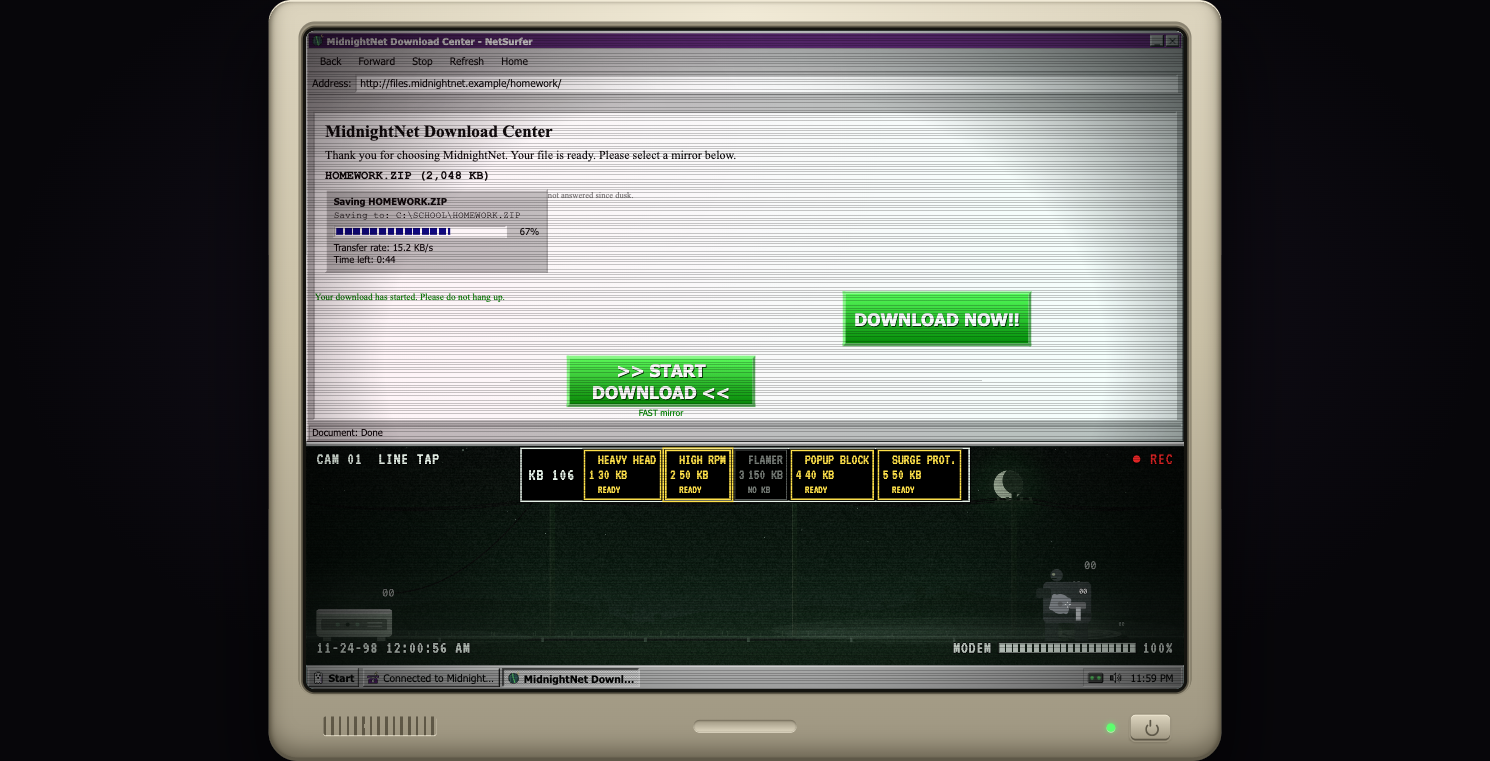 MidnightNet Download Center - NetSurfer
Back Forward Stop Refresh Home
Address: http://files.midnightnet.example/homework/
MidnightNet Download Center
Thank you for choosing MidnightNet. Your file is ready. Please select a mirror below.
HOMEWORK.ZIP (2,048 KB)
not answered since dusk.
Saving HOMEWORK.ZIP
Saving to: C:\SCHOOL\HOMEWORK.ZIP
67%
Transfer rate: 15.2 KB/s
Time left: 0:44
Your download has started. Please do not hang up.
DOWNLOAD NOW!!
>> START
DOWNLOAD <<
FAST mirror
Document: Done
CAM 01 LINE TAP
KB 106
HEAVY HEAD
1 30 KB
READY
HIGH RPM
2 50 KB
READY
FLAMER
3 150 KB
NO KB
POPUP BLOCK
4 40 KB
READY
SURGE PROT.
5 50 KB
READY
REC
00
00
00
11-24-98 12:00:56 AM
MODEM 100%
Start
Connected to Midnight...
MidnightNet Downl...
11:59 PM